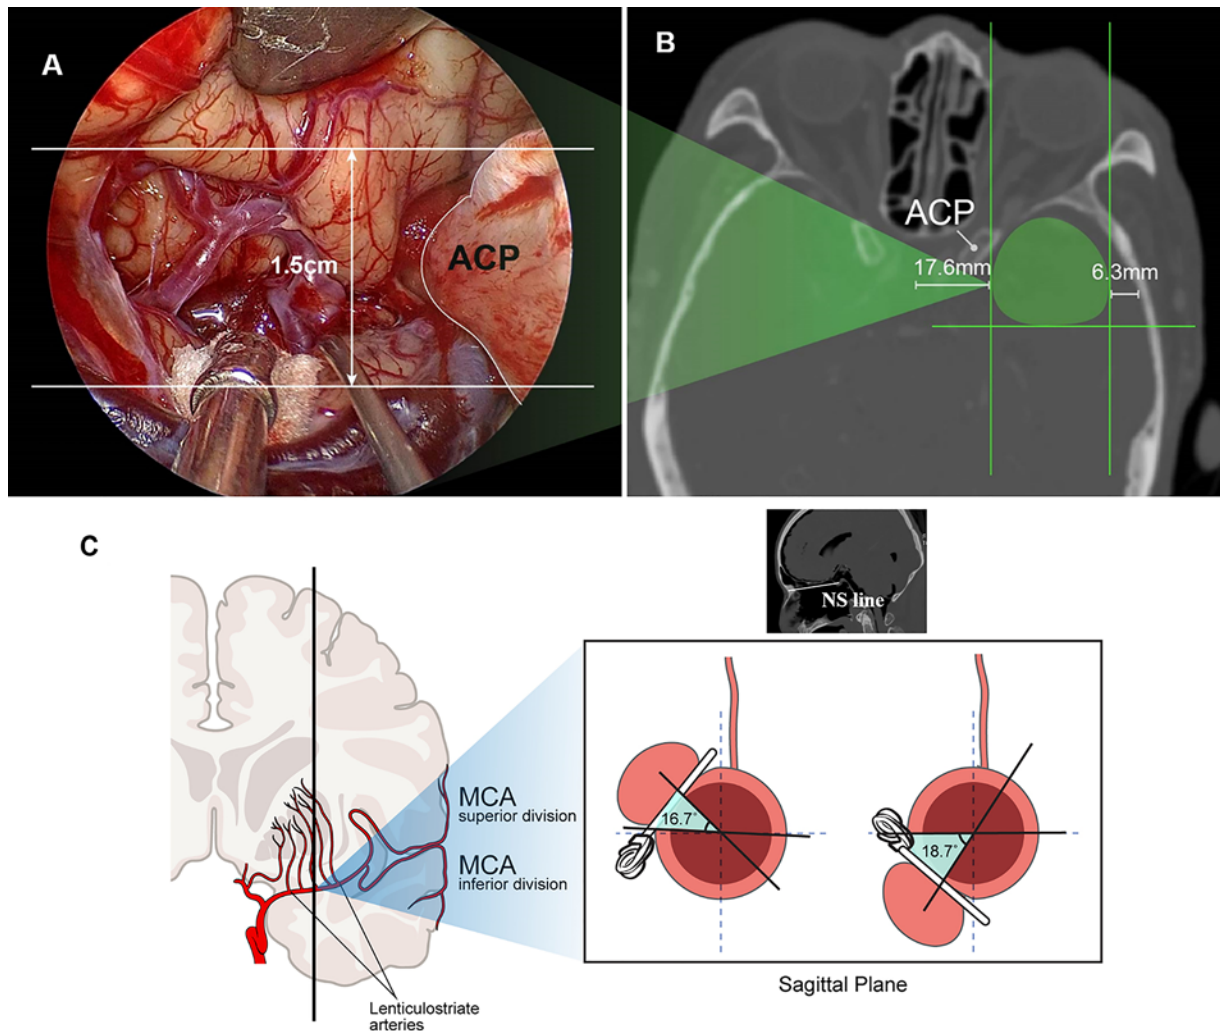 A
1.5cm
ACP
B
ACP
17.6mm
6.3mm
C
NS line
MCA
superior division
MCA
inferior division
16.7°
18.7°
Lenticulostriate
arteries
Sagittal Plane